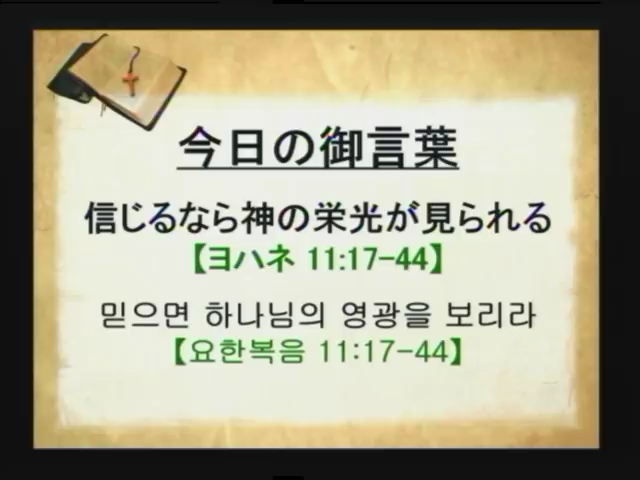 今日の御言葉
信じるなら神の栄光が見られる
【ヨハネ 11:17-44】
믿으면 하나님의 영광을 보리라
【요한복음 11:17-44】